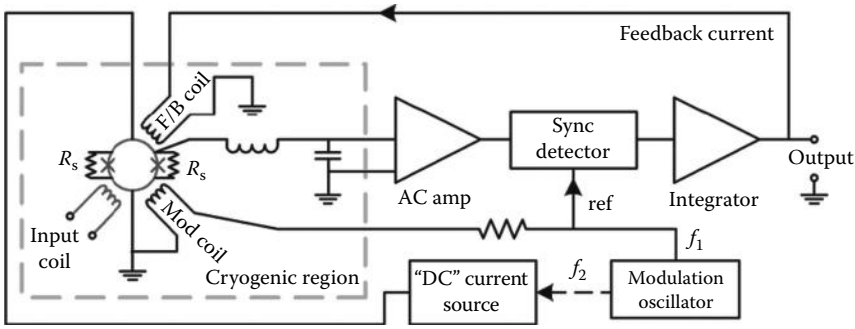 Feedback current
F/B coil
R_s
R_s
Mod coil
Input
coil
Cryogenic region
AC amp
Sync
detector
ref
Integrator
Output
f_1
f_2
"DC" current
source
Modulation
oscillator